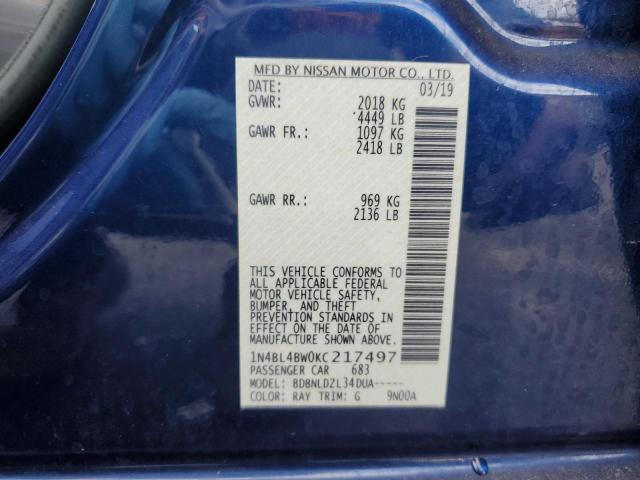 MFD BY NISSAN MOTOR CO., LTD.
DATE: 03/19
GVWR: 2018 KG
4449 LB
GAWR FR.: 1097 KG
2418 LB
GAWR RR.: 969 KG
2136 LB
THIS VEHICLE CONFORMS TO
ALL APPLICABLE FEDERAL
MOTOR VEHICLE SAFETY,
BUMPER, AND THEFT
PREVENTION STANDARDS IN
EFFECT ON THE DATE OF
MANUFACTURE SHOWN ABOVE.
1N4BL4BW0KC217497
PASSENGER CAR 683
MODEL: BDBNLDZL34DUA-----
COLOR: RAY TRIM: G 9N00A